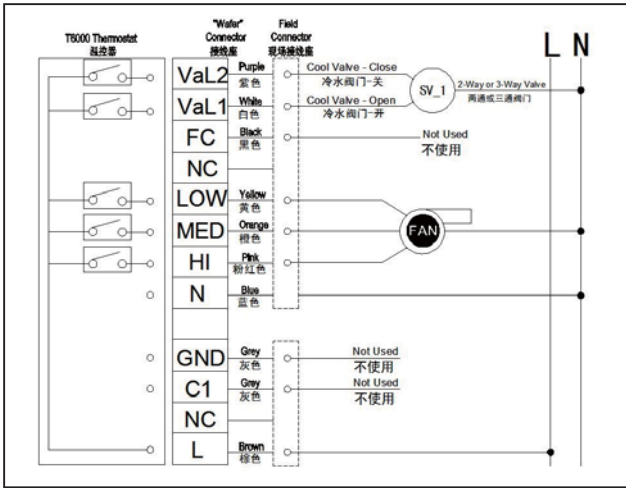 T6000 Thermostat
温控器
"Wafer"
Connector
接线座
Field
Connector
现场接线座
L N
VaL2
Purple
紫色
Cool Valve - Close
冷水阀门-关
SV_1
2-Way or 3-Way Valve
两通或三通阀门
VaL1
White
白色
Cool Valve - Open
冷水阀门-开
FC
Black
黑色
Not Used
不使用
NC
LOW
Yellow
黄色
MED
Orange
橙色
FAN
HI
Pink
粉红色
N
Blue
蓝色
GND
Grey
灰色
Not Used
不使用
C1
Grey
灰色
Not Used
不使用
NC
L
Brown
棕色